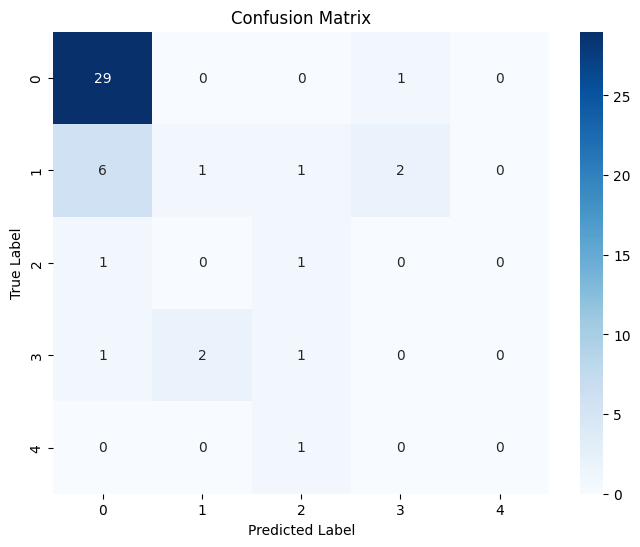 Confusion Matrix
True Label
0 29 0 0 1 0
1 6 1 1 2 0
2 1 0 1 0 0
3 1 2 1 0 0
4 0 0 1 0 0
0 1 2 3 4
Predicted Label
25
20
15
10
5
0